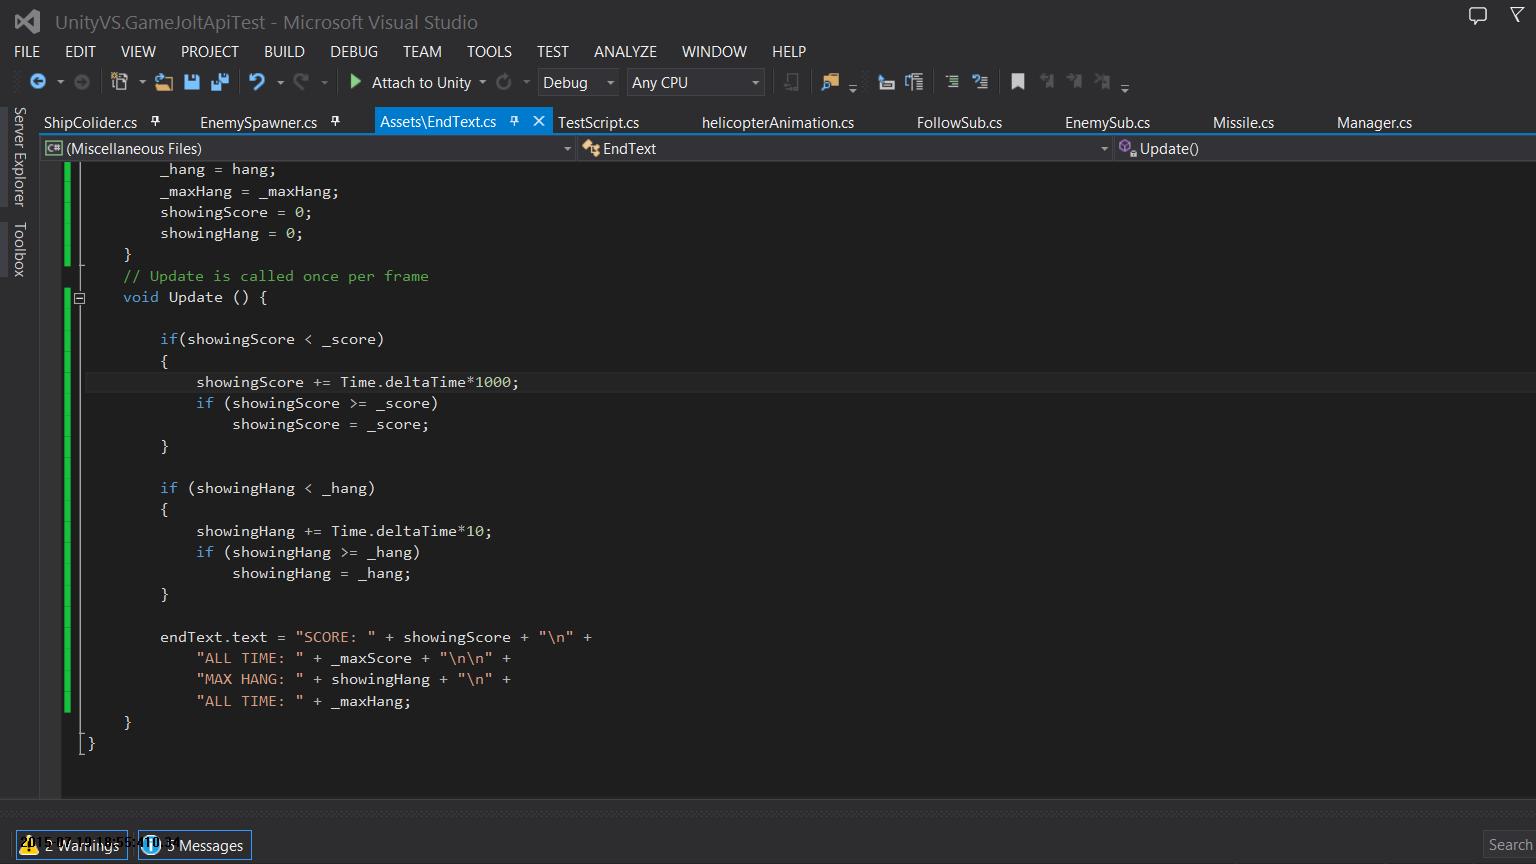 UnityVS.GameJoltApiTest - Microsoft Visual Studio
FILE EDIT VIEW PROJECT BUILD DEBUG TEAM TOOLS TEST ANALYZE WINDOW HELP
Attach to Unity Debug Any CPU
Server Explorer
Toolbox
ShipColider.cs EnemySpawner.cs Assets\EndText.cs TestScript.cs helicopterAnimation.cs FollowSub.cs EnemySub.cs Missile.cs Manager.cs
C# (Miscellaneous Files) EndText Update()
_hang = hang;
_maxHang = _maxHang;
showingScore = 0;
showingHang = 0;
}
// Update is called once per frame
void Update () {
if(showingScore < _score)
{
showingScore += Time.deltaTime*1000;
if (showingScore >= _score)
showingScore = _score;
}
if (showingHang < _hang)
{
showingHang += Time.deltaTime*10;
if (showingHang >= _hang)
showingHang = _hang;
}
endText.text = "SCORE: " + showingScore + "\n" +
"ALL TIME: " + _maxScore + "\n\n" +
"MAX HANG: " + showingHang + "\n" +
"ALL TIME: " + _maxHang;
}
}
2 Warnings 5 Messages
Search